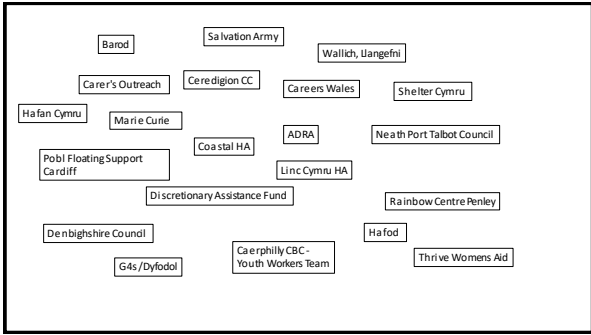 Salvation Army
Barod
Wallich, Llangefni
Ceredigion CC
Carer's Outreach
Careers Wales
Shelter Cymru
Hafan Cymru
Marie Curie
ADRA
Neath Port Talbot Council
Coastal HA
Pobl Floating Support
Cardiff
Linc Cymru HA
Discretionary Assistance Fund
Rainbow Centre Penley
Denbighshire Council
Hafod
Caerphilly CBC -
Youth Workers Team
Thrive Womens Aid
G4s /Dyfodol